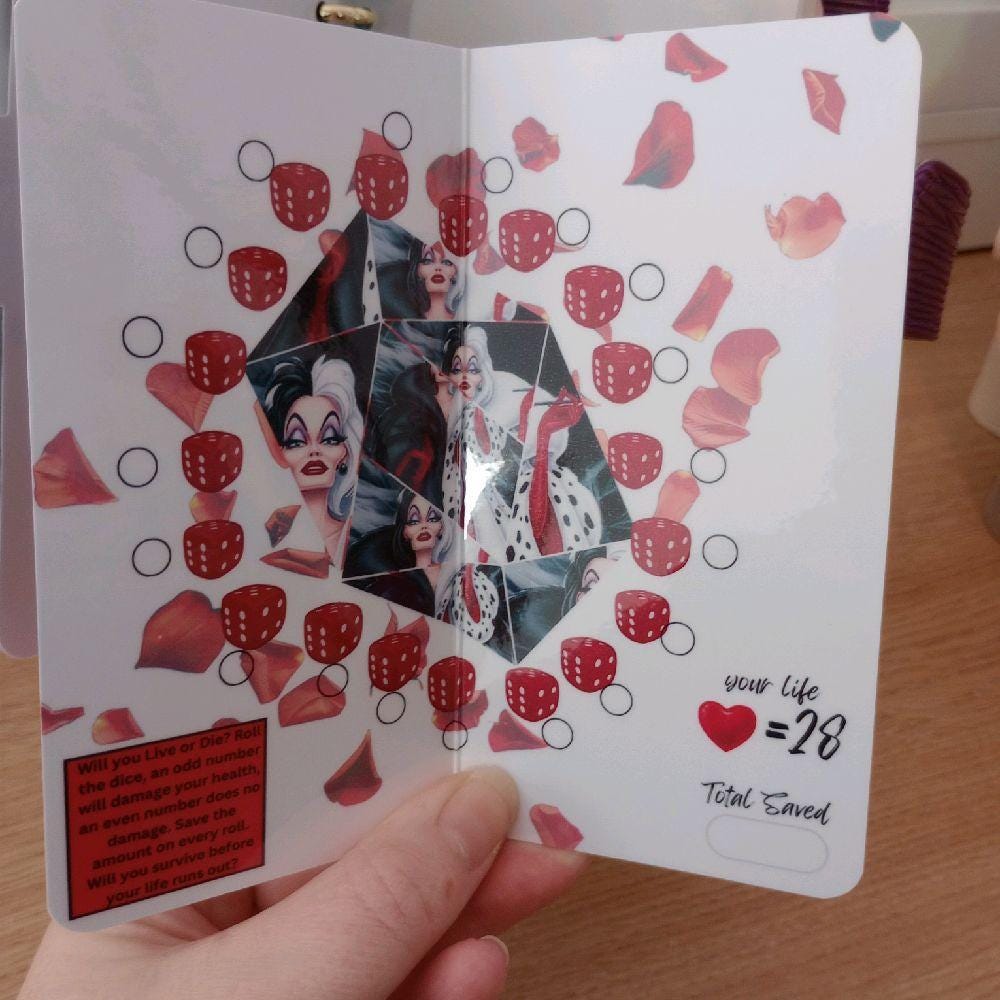 Will you Live or Die? Roll
the dice, an odd number
will damage your health,
an even number does no
damage. Save the
amount on every roll.
Will you survive before
your life runs out?
your life
=28
Total Saved